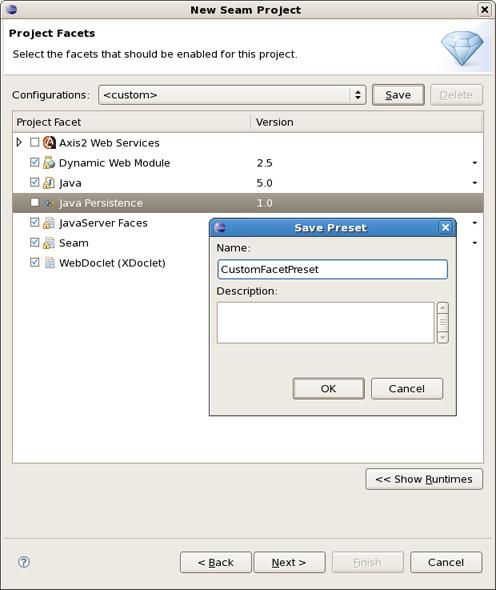 New Seam Project
Project Facets
Select the facets that should be enabled for this project.
Configurations: <custom> Save Delete
Project Facet Version
Axis2 Web Services
Dynamic Web Module 2.5
Java 5.0
Java Persistence 1.0
JavaServer Faces
Seam
WebDoclet (XDoclet)
Save Preset
Name:
CustomFacetPreset
Description:
OK Cancel
<< Show Runtimes
? < Back Next > Finish Cancel